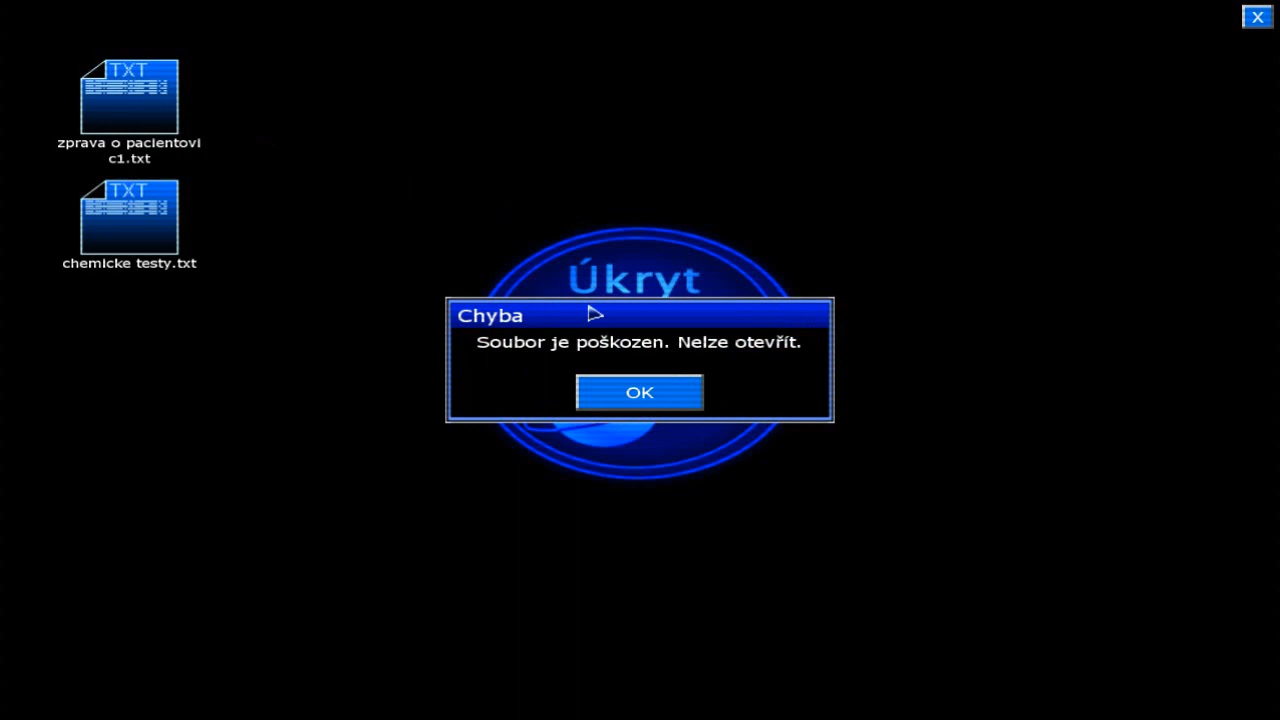 X
TXT
zprava o pacientovi
c1.txt
TXT
chemicke testy.txt
Úkryt
Chyba
Soubor je poškozen. Nelze otevřít.
OK